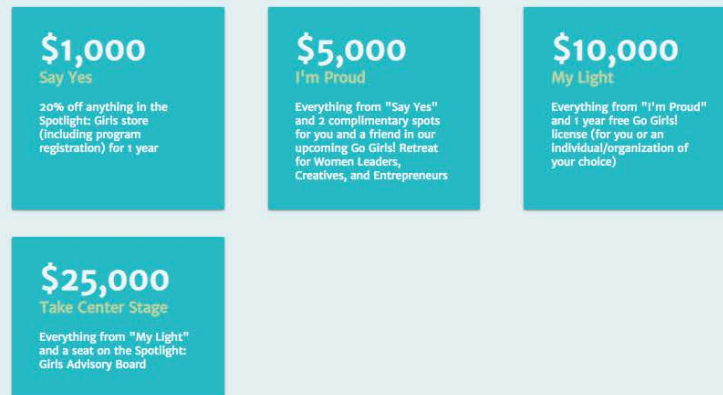 $1,000
Say Yes
20% off anything in the
Spotlight: Girls store
(including program
registration) for 1 year
$5,000
I'm Proud
Everything from "Say Yes"
and 2 complimentary spots
for you and a friend in our
upcoming Go Girls! Retreat
for Women Leaders,
Creatives, and Entrepreneurs
$10,000
My Light
Everything from "I'm Proud"
and 1 year free Go Girls!
license (for you or an
individual/organization of
your choice)
$25,000
Take Center Stage
Everything from "My Light"
and a seat on the Spotlight:
Girls Advisory Board